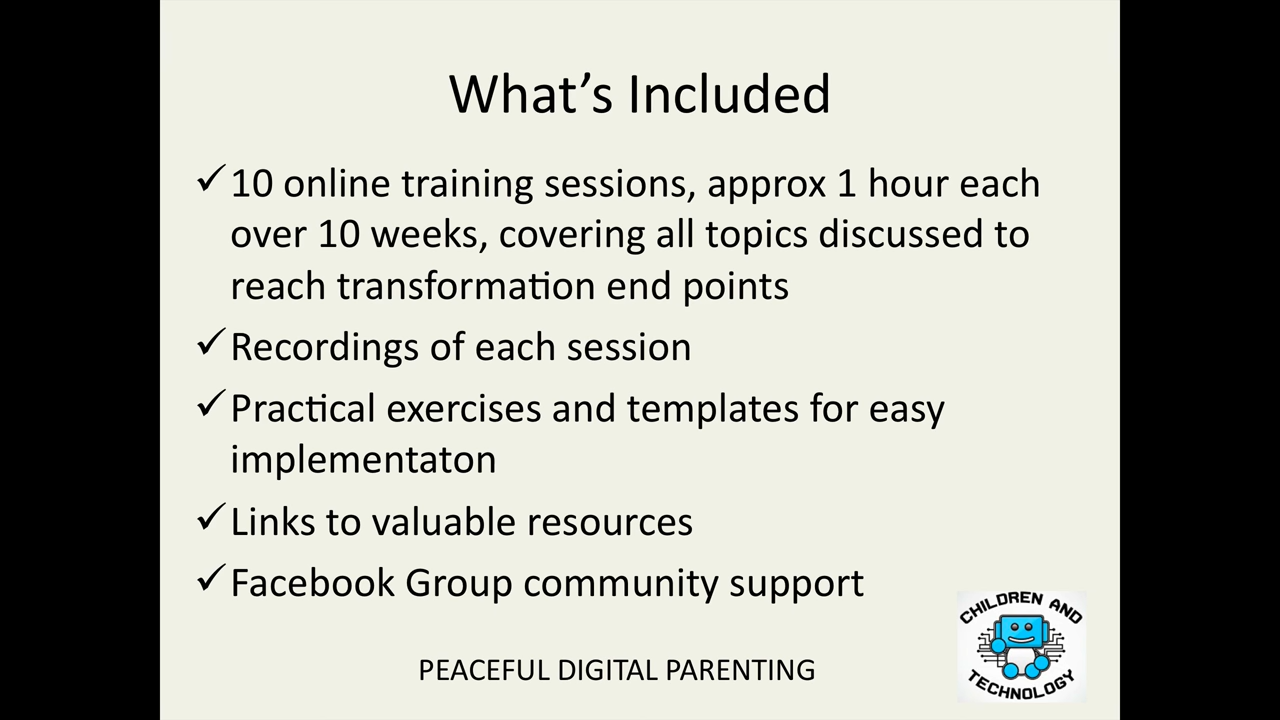 What's Included
✓10 online training sessions, approx 1 hour each
over 10 weeks, covering all topics discussed to
reach transformation end points
✓Recordings of each session
✓Practical exercises and templates for easy
implementaton
✓Links to valuable resources
✓Facebook Group community support
CHILDREN AND
TECHNOLOGY
PEACEFUL DIGITAL PARENTING